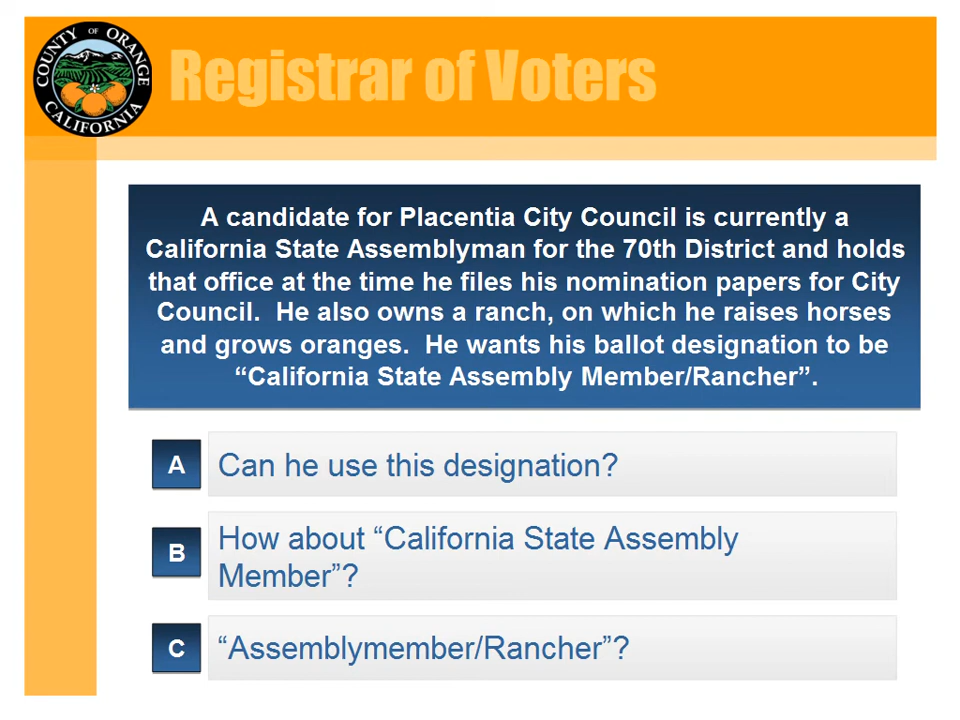 COUNTY OF ORANGE
CALIFORNIA
Registrar of Voters
A candidate for Placentia City Council is currently a
California State Assemblyman for the 70th District and holds
that office at the time he files his nomination papers for City
Council.  He also owns a ranch, on which he raises horses
and grows oranges.  He wants his ballot designation to be
“California State Assembly Member/Rancher”.
A Can he use this designation?
B How about “California State Assembly
Member”?
C “Assemblymember/Rancher”?